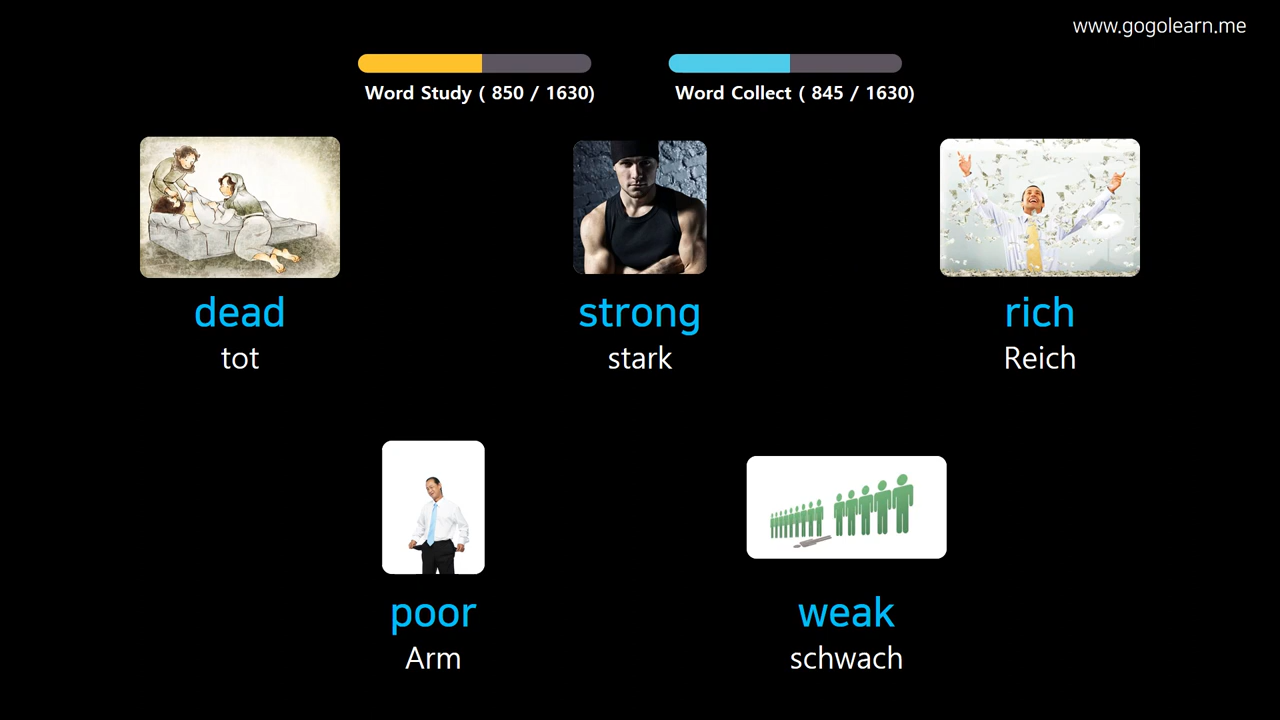 www.gogolearn.me
Word Study ( 850 / 1630)
Word Collect ( 845 / 1630)
dead
tot
strong
stark
rich
Reich
poor
Arm
weak
schwach